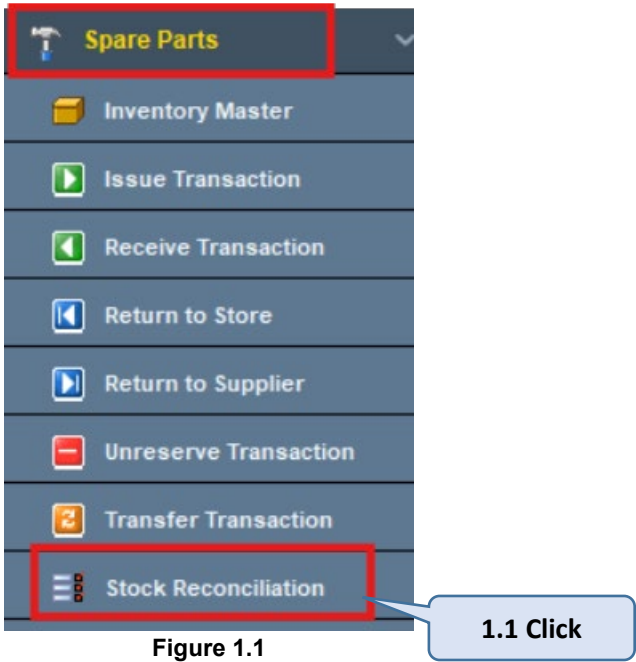 Spare Parts
Inventory Master
Issue Transaction
Receive Transaction
Return to Store
Return to Supplier
Unreserve Transaction
Transfer Transaction
Stock Reconciliation
1.1 Click
Figure 1.1